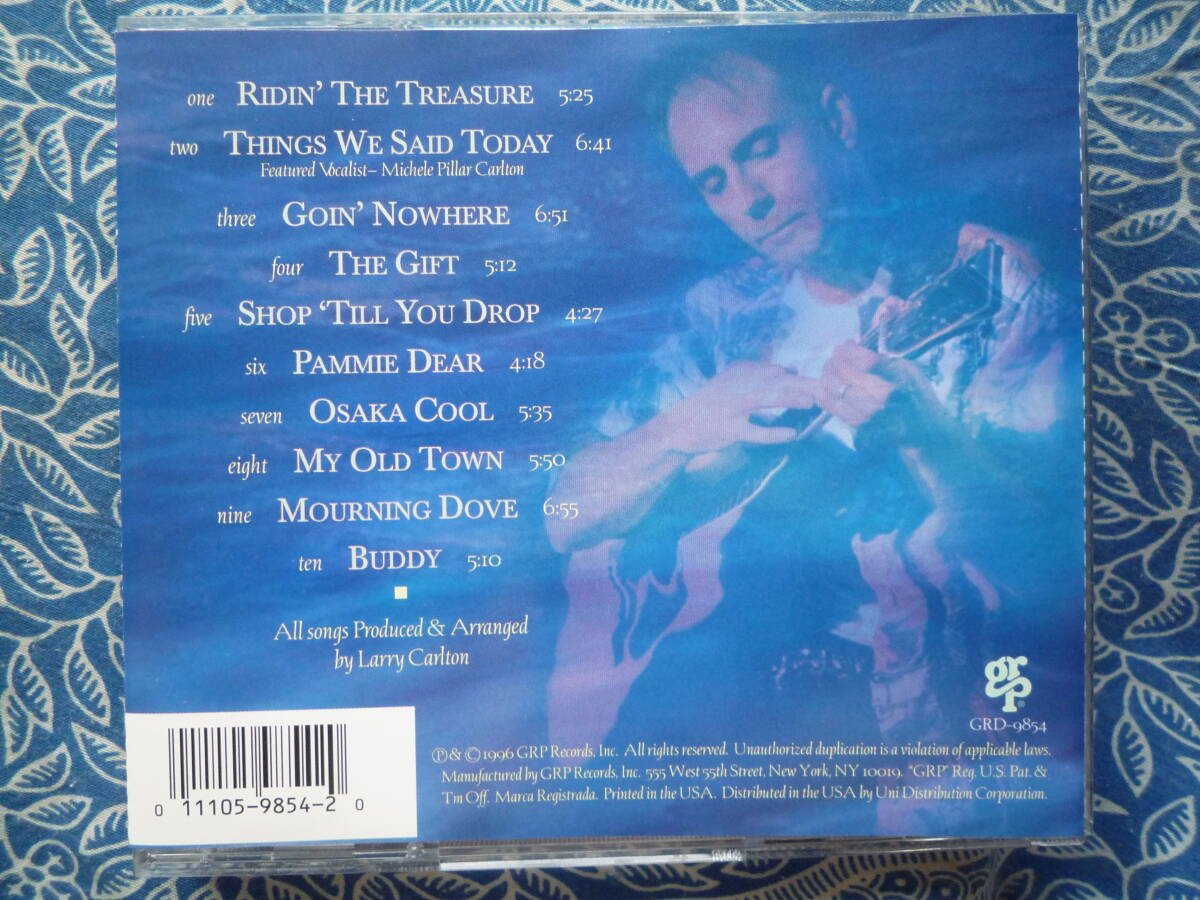 one RIDIN' THE TREASURE 5:25
two THINGS WE SAID TODAY 6:41
Featured Vocalist– Michele Pillar Carlton
three GOIN' NOWHERE 6:51
four THE GIFT 5:12
five SHOP 'TILL YOU DROP 4:27
six PAMMIE DEAR 4:18
seven OSAKA COOL 5:35
eight MY OLD TOWN 5:50
nine MOURNING DOVE 6:55
ten BUDDY 5:10
All songs Produced & Arranged
by Larry Carlton
grp
GRD-9854
℗ & © 1996 GRP Records, Inc. All rights reserved. Unauthorized duplication is a violation of applicable laws.
Manufactured by GRP Records, Inc. 555 West 55th Street, New York, NY 10019. "GRP" Reg. U.S. Pat. &
Tm Off. Marca Registrada. Printed in the USA. Distributed in the USA by Uni Distribution Corporation.
0 11105-9854-2 0